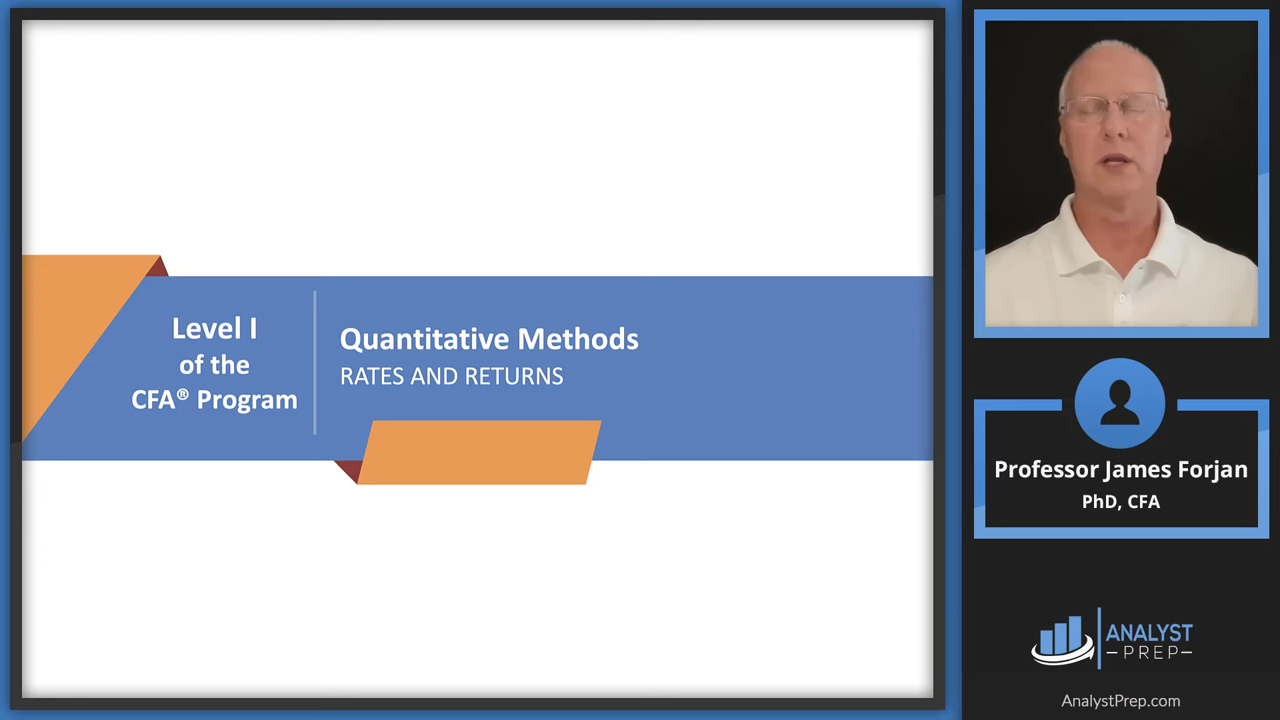 Level I
of the
CFA® Program
Quantitative Methods
RATES AND RETURNS
Professor James Forjan
PhD, CFA
ANALYST
PREP
AnalystPrep.com